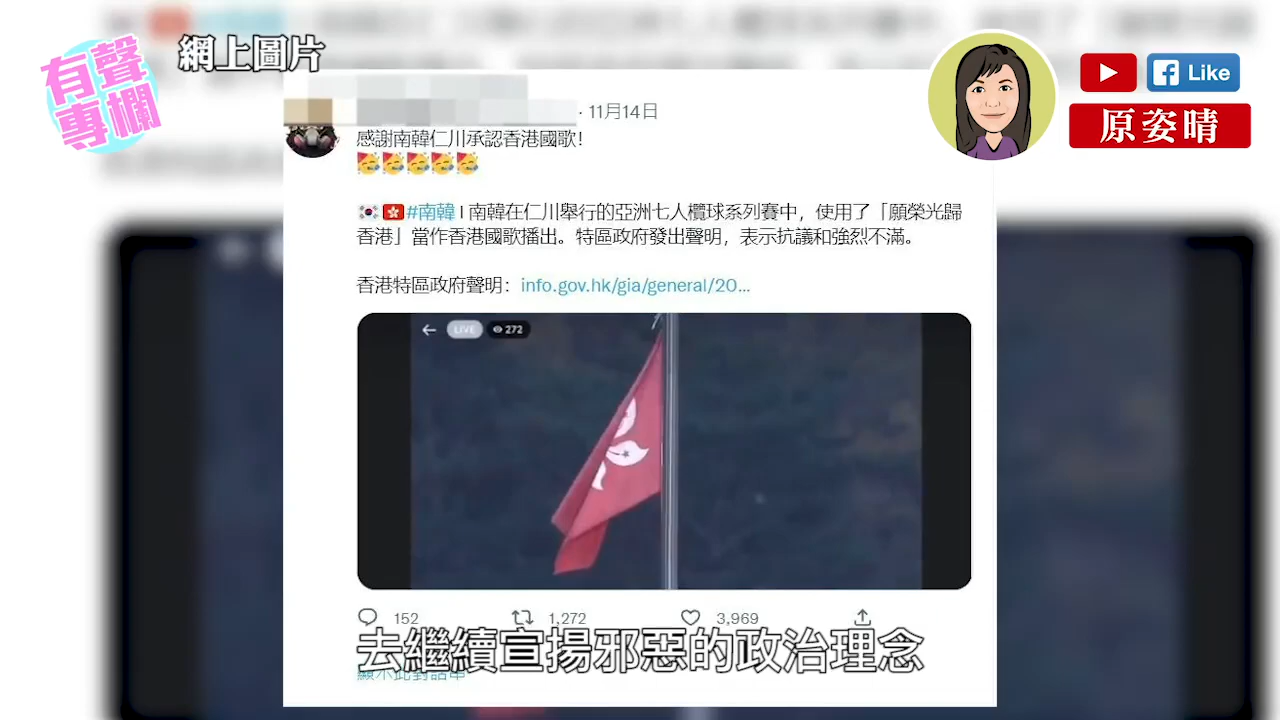 有聲
專欄
網上圖片
Like
原姿晴
· 11月14日
感謝南韓仁川承認香港國歌!
#南韓 I 南韓在仁川舉行的亞洲七人欖球系列賽中，使用了「願榮光歸
香港」當作香港國歌播出。特區政府發出聲明，表示抗議和強烈不滿。
香港特區政府聲明：info.gov.hk/gia/general/20...
LIVE 272
152 1,272 3,969
去繼續宣揚邪惡的政治理念
顯示此對話串